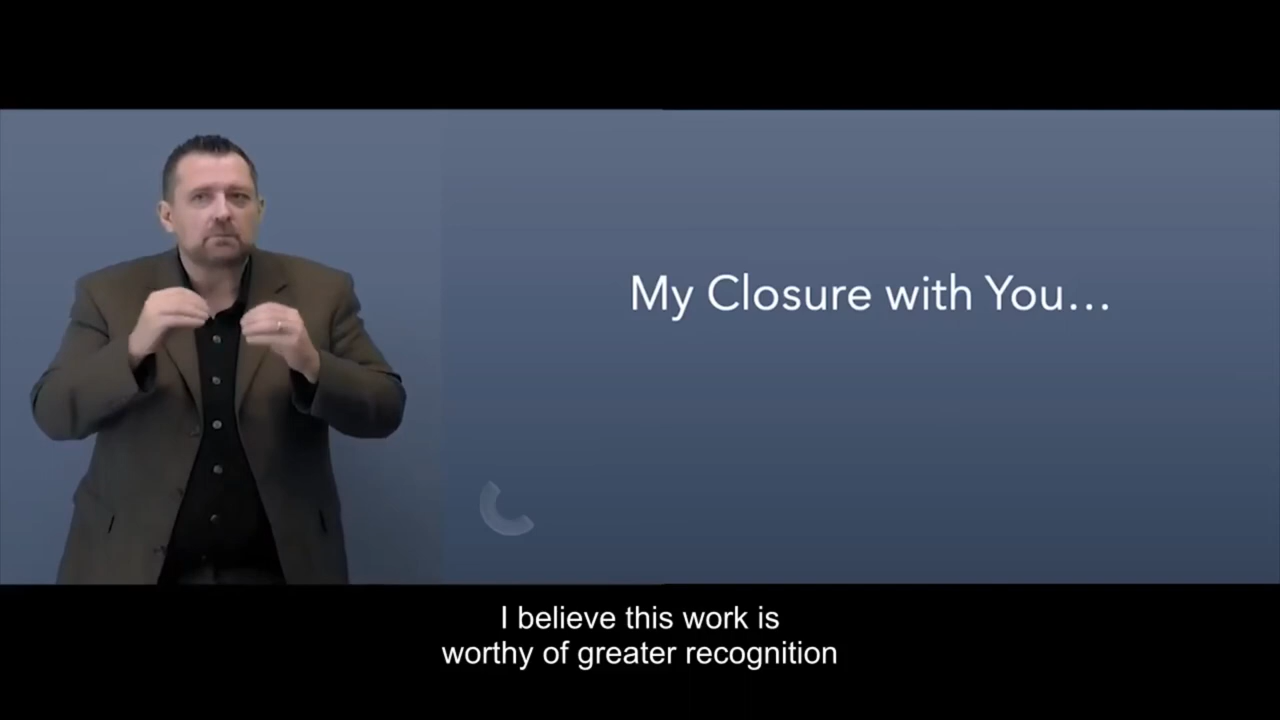 My Closure with You...
I believe this work is
worthy of greater recognition